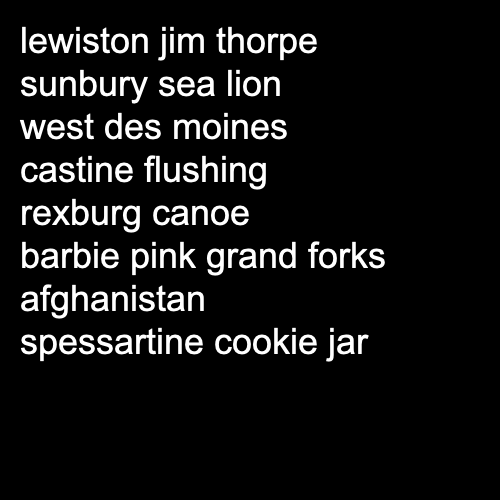 lewiston jim thorpe
sunbury sea lion
west des moines
castine flushing
rexburg canoe
barbie pink grand forks
afghanistan
spessartine cookie jar